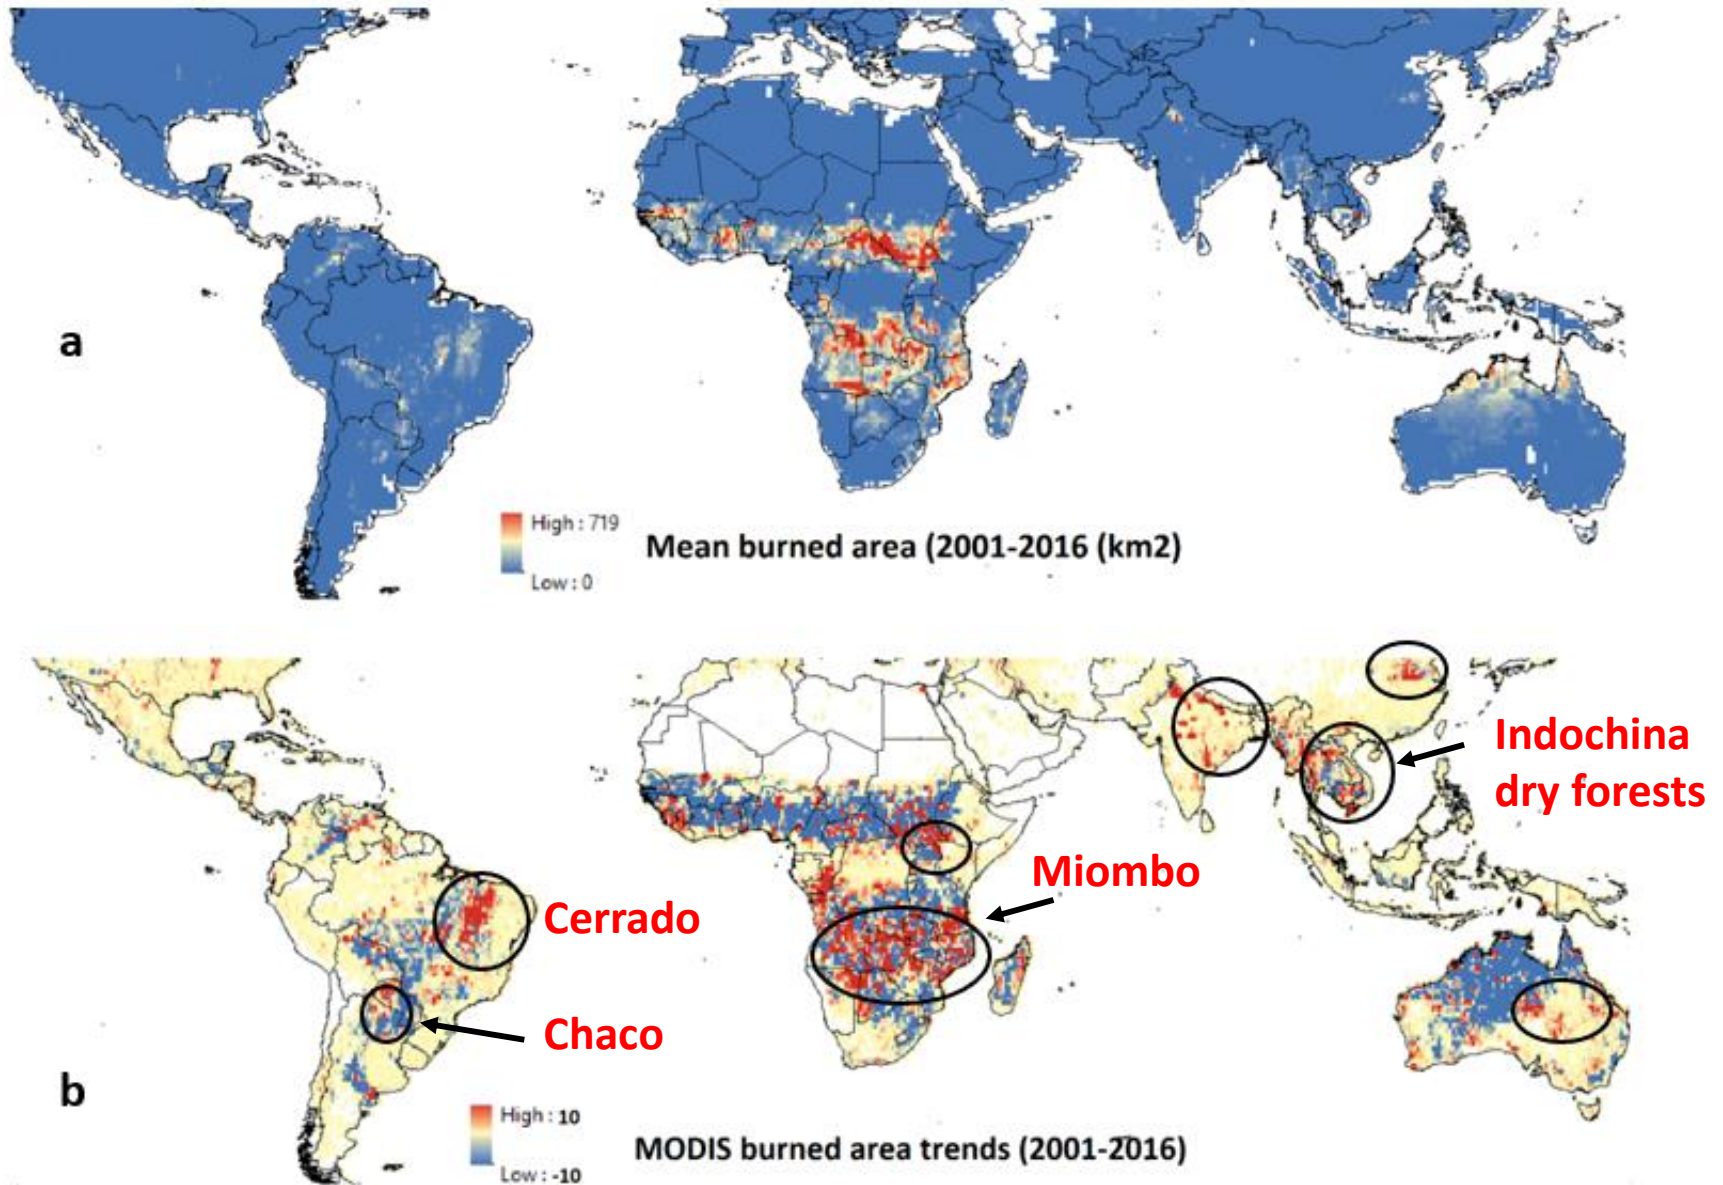 a
High : 719
Low : 0
Mean burned area (2001-2016 (km2)
Indochina
dry forests
Miombo
Cerrado
Chaco
b
High : 10
Low : -10
MODIS burned area trends (2001-2016)